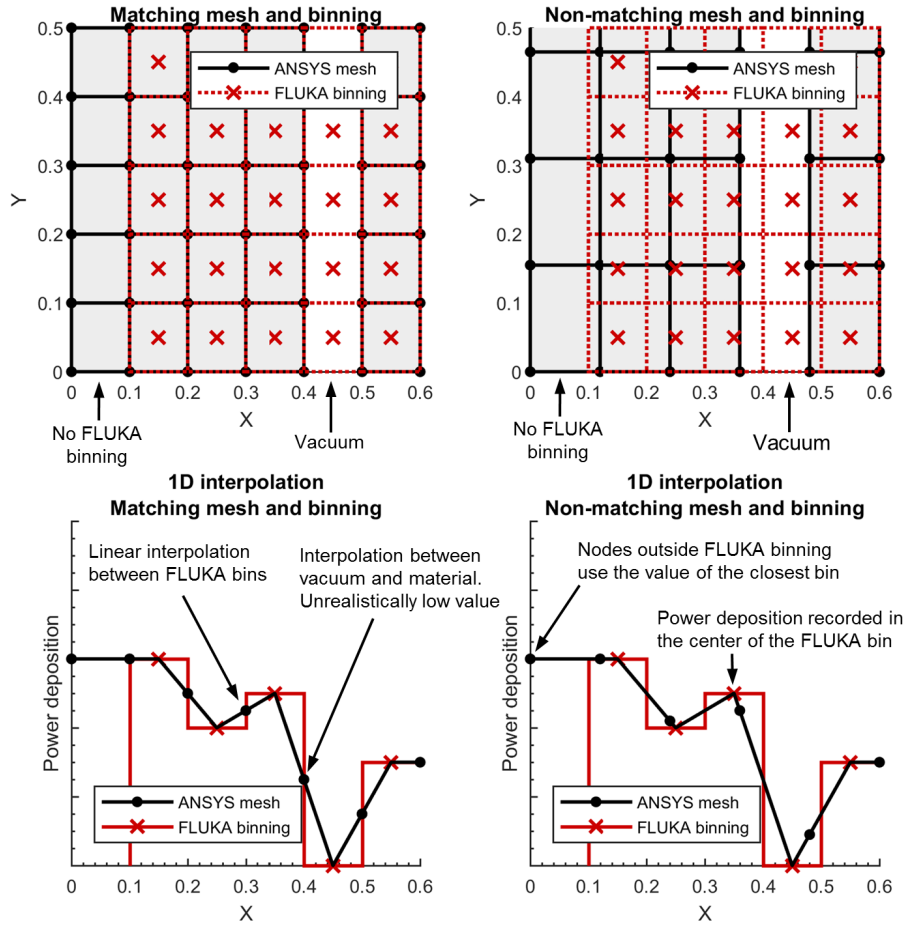 Matching mesh and binning
Non-matching mesh and binning
0.5
0.4
0.3
0.2
0.1
0
Y
ANSYS mesh
FLUKA binning
0 0.1 0.2 0.3 0.4 0.5 0.6
X
No FLUKA
binning
Vacuum
0.5
0.4
0.3
0.2
0.1
0
Y
ANSYS mesh
FLUKA binning
0 0.1 0.2 0.3 0.4 0.5 0.6
X
No FLUKA
binning
Vacuum
1D interpolation
Matching mesh and binning
Linear interpolation
between FLUKA bins
Interpolation between
vacuum and material.
Unrealistically low value
Power deposition
ANSYS mesh
FLUKA binning
0 0.1 0.2 0.3 0.4 0.5 0.6
X
1D interpolation
Non-matching mesh and binning
Nodes outside FLUKA binning
use the value of the closest bin
Power deposition recorded in
the center of the FLUKA bin
Power deposition
ANSYS mesh
FLUKA binning
0 0.1 0.2 0.3 0.4 0.5 0.6
X